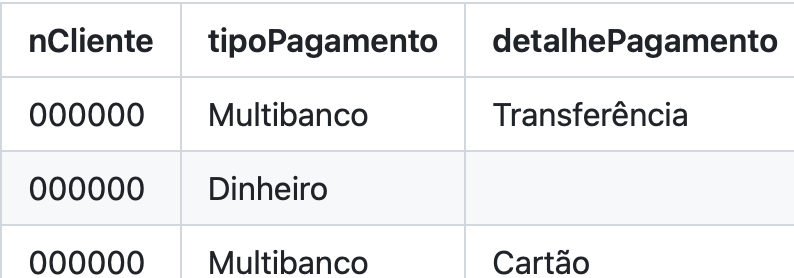 nCliente tipoPagamento detalhePagamento
000000 Multibanco Transferência
000000 Dinheiro
000000 Multibanco Cartão